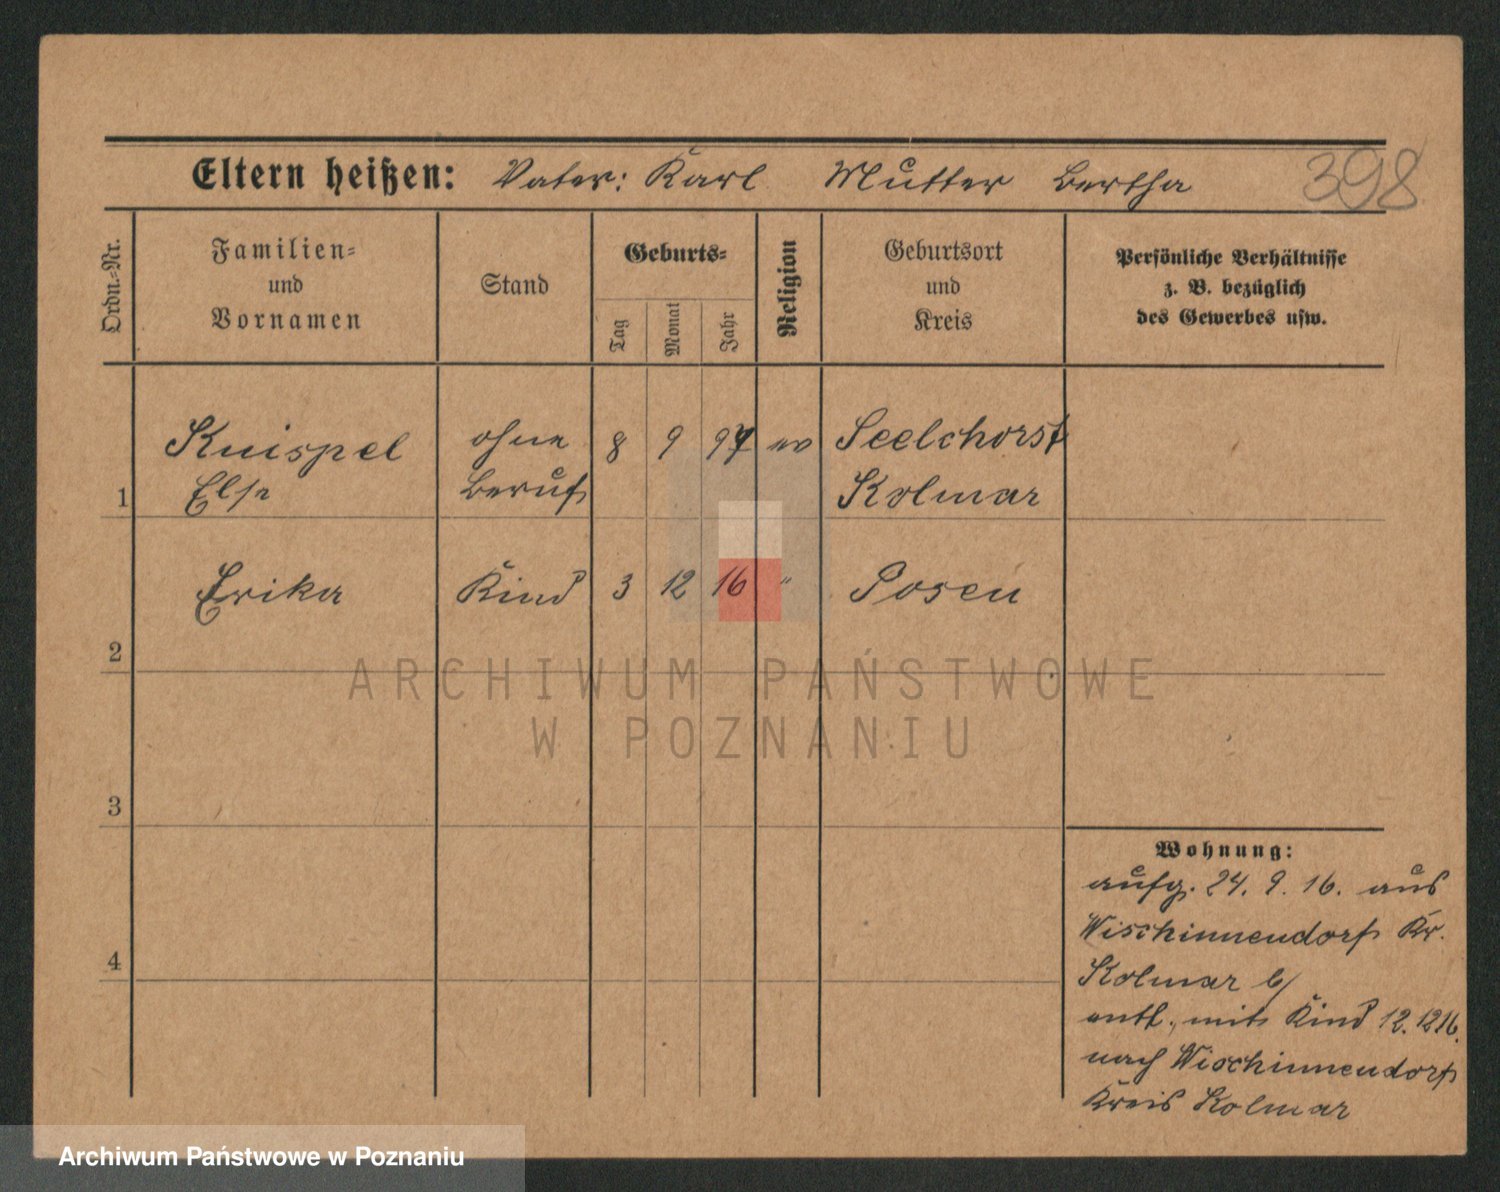 Eltern heißen: Vater: Karl Mutter Bertha 398
Ordn.-Nr.
Familien-
und
Vornamen
Stand
Geburts-
Tag
Monat
Jahr
Religion
Geburtsort
und
Kreis
Persönliche Verhältnisse
z. B. bezüglich
des Gewerbes usw.
1
Knispel
Else
ohne
Beruf
8 9 97 ev
Seelchorst
Kolmar
2
Erika Kind 3 12 16 " Posen
3
4
Wohnung:
aufg. 24. 9. 16. aus
Wischinnendorf Kr.
Kolmar b/
entl. mit Kind 12. 12 16.
nach Wischinnendorf
Kreis Kolmar
ARCHIWUM PAŃSTWOWE
W POZNANIU
Archiwum Państwowe w Poznaniu